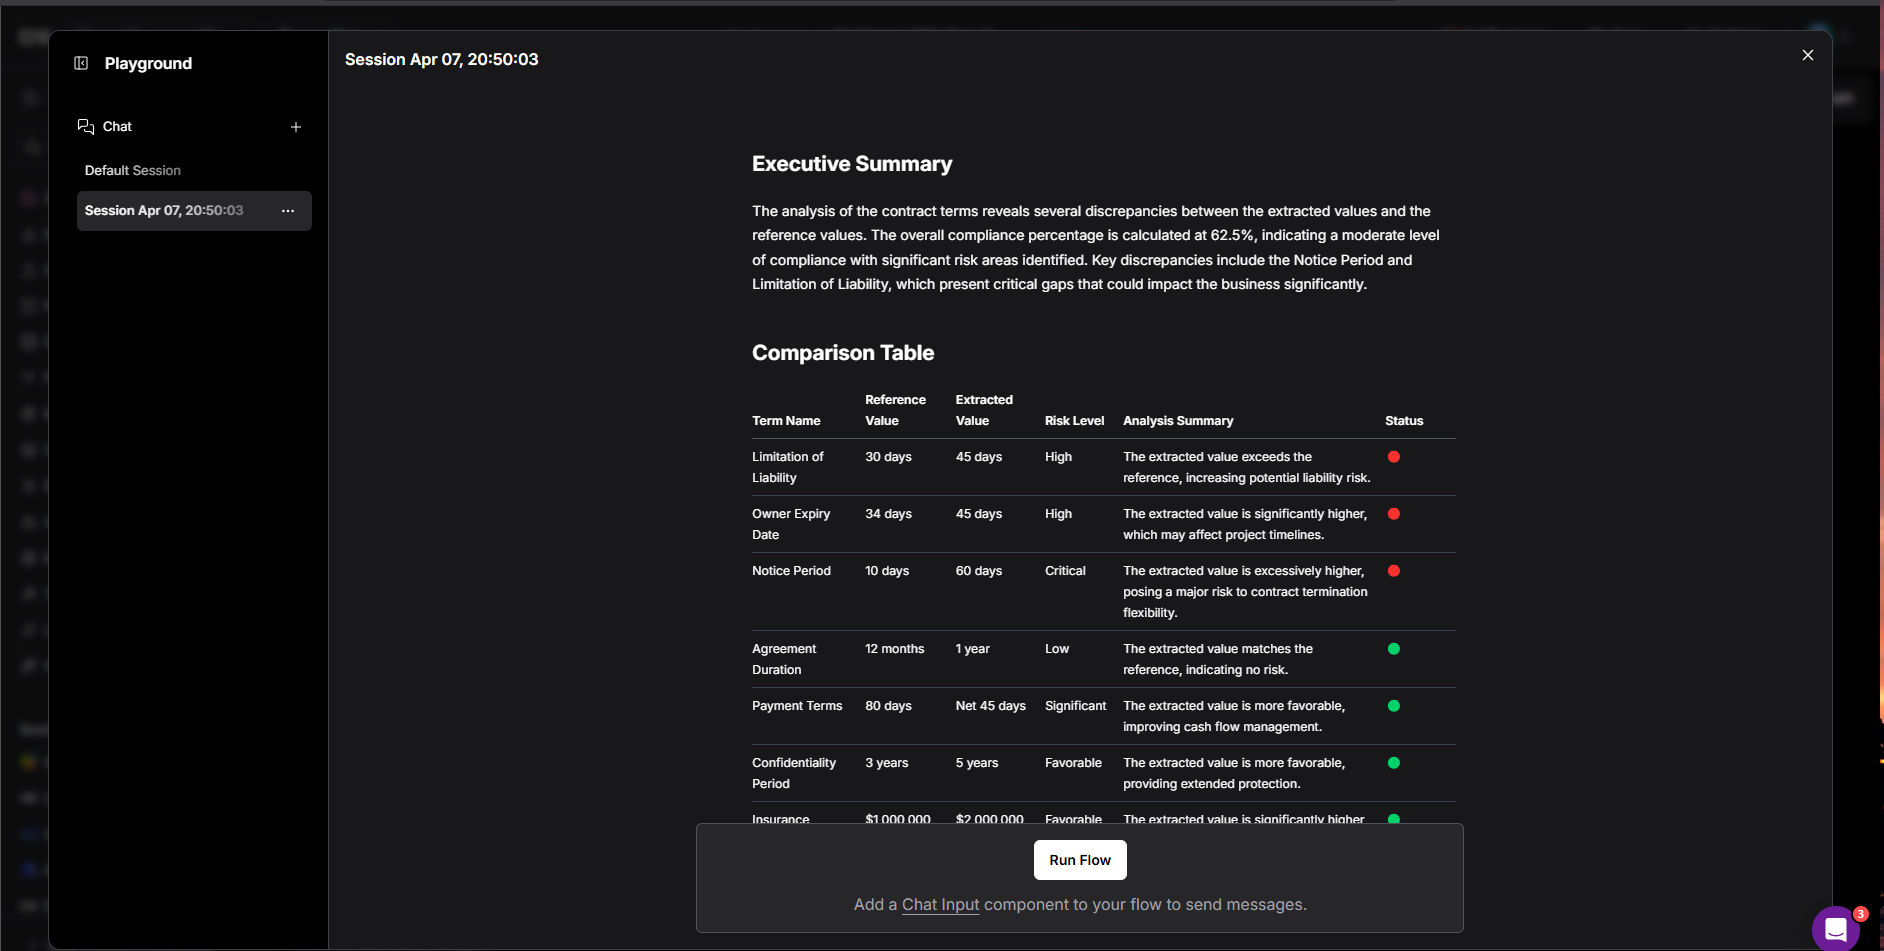 Playground
Chat
Default Session
Session Apr 07, 20:50:03
Session Apr 07, 20:50:03
Executive Summary
The analysis of the contract terms reveals several discrepancies between the extracted values and the
reference values. The overall compliance percentage is calculated at 62.5%, indicating a moderate level
of compliance with significant risk areas identified. Key discrepancies include the Notice Period and
Limitation of Liability, which present critical gaps that could impact the business significantly.
Comparison Table
Term Name Reference Value Extracted Value Risk Level Analysis Summary Status
Limitation of Liability 30 days 45 days High The extracted value exceeds the
reference, increasing potential liability risk.
Owner Expiry Date 34 days 45 days High The extracted value is significantly higher,
which may affect project timelines.
Notice Period 10 days 60 days Critical The extracted value is excessively higher,
posing a major risk to contract termination
flexibility.
Agreement Duration 12 months 1 year Low The extracted value matches the
reference, indicating no risk.
Payment Terms 80 days Net 45 days Significant The extracted value is more favorable,
improving cash flow management.
Confidentiality Period 3 years 5 years Favorable The extracted value is more favorable,
providing extended protection.
Insurance $1,000,000 $2,000,000 Favorable The extracted value is significantly higher
Run Flow
Add a Chat Input component to your flow to send messages.
3